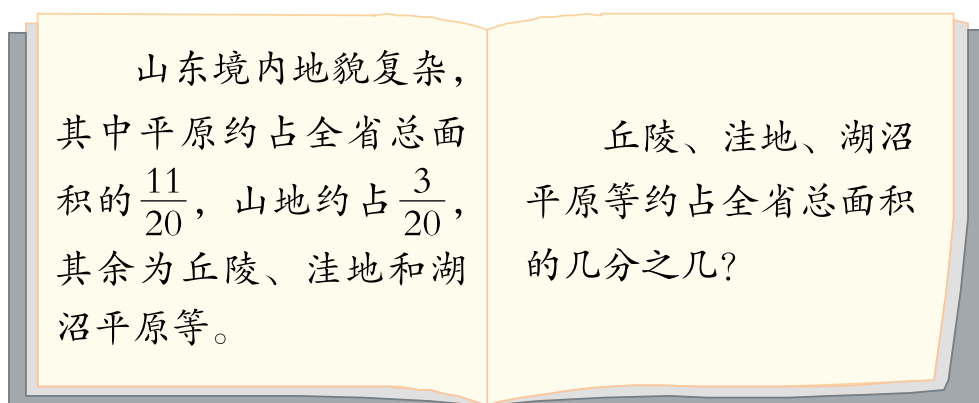 山东境内地貌复杂，
其中平原约占全省总面
积的11/20，山地约占3/20，
其余为丘陵、洼地和湖
沼平原等。
丘陵、洼地、湖沼
平原等约占全省总面积
的几分之几？